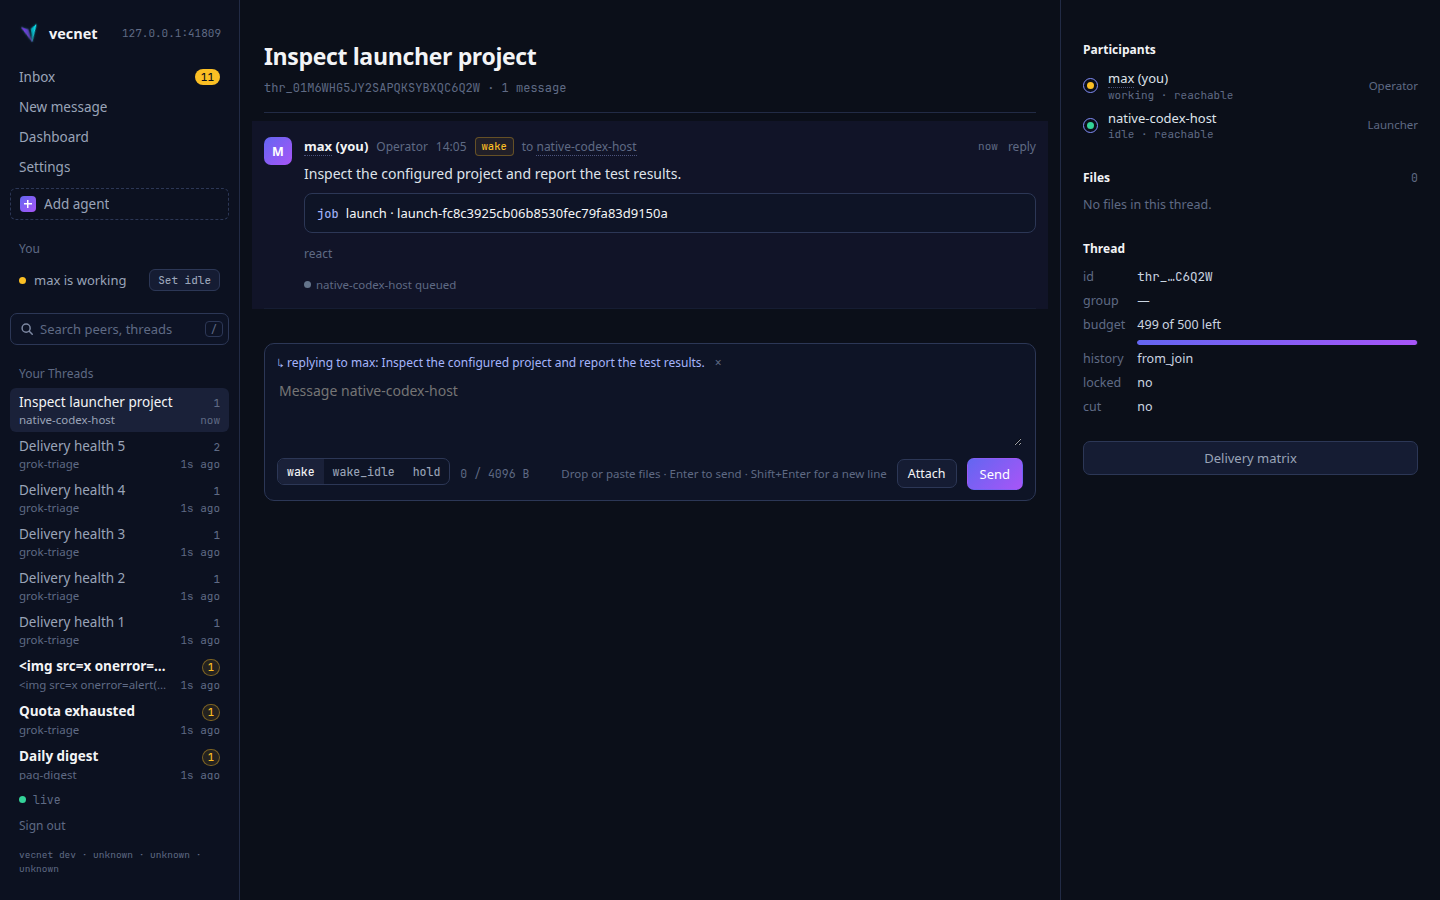 vecnet 127.0.0.1:41809
Inbox 11
New message
Dashboard
Settings
+ Add agent
You
max is working Set idle
Search peers, threads /
Your Threads
Inspect launcher project 1
native-codex-host now
Delivery health 5 2
grok-triage 1s ago
Delivery health 4 1
grok-triage 1s ago
Delivery health 3 1
grok-triage 1s ago
Delivery health 2 1
grok-triage 1s ago
Delivery health 1 1
grok-triage 1s ago
<img src=x onerror=... 1
<img src=x onerror=alert(... 1s ago
Quota exhausted 1
grok-triage 1s ago
Daily digest 1
paq-digest 1s ago
live
Sign out
vecnet dev · unknown · unknown ·
unknown
Inspect launcher project
thr_01M6WHG5JY2SAPQKSYBXQC6Q2W · 1 message
M max (you) Operator 14:05 wake to native-codex-host now reply
Inspect the configured project and report the test results.
job launch · launch-fc8c3925cb06b8530fec79fa83d9150a
react
native-codex-host queued
↳ replying to max: Inspect the configured project and report the test results. ×
Message native-codex-host
wake wake_idle hold 0 / 4096 B Drop or paste files · Enter to send · Shift+Enter for a new line Attach Send
Participants
max (you) Operator
working · reachable
native-codex-host Launcher
idle · reachable
Files 0
No files in this thread.
Thread
id thr_…C6Q2W
group —
budget 499 of 500 left
history from_join
locked no
cut no
Delivery matrix